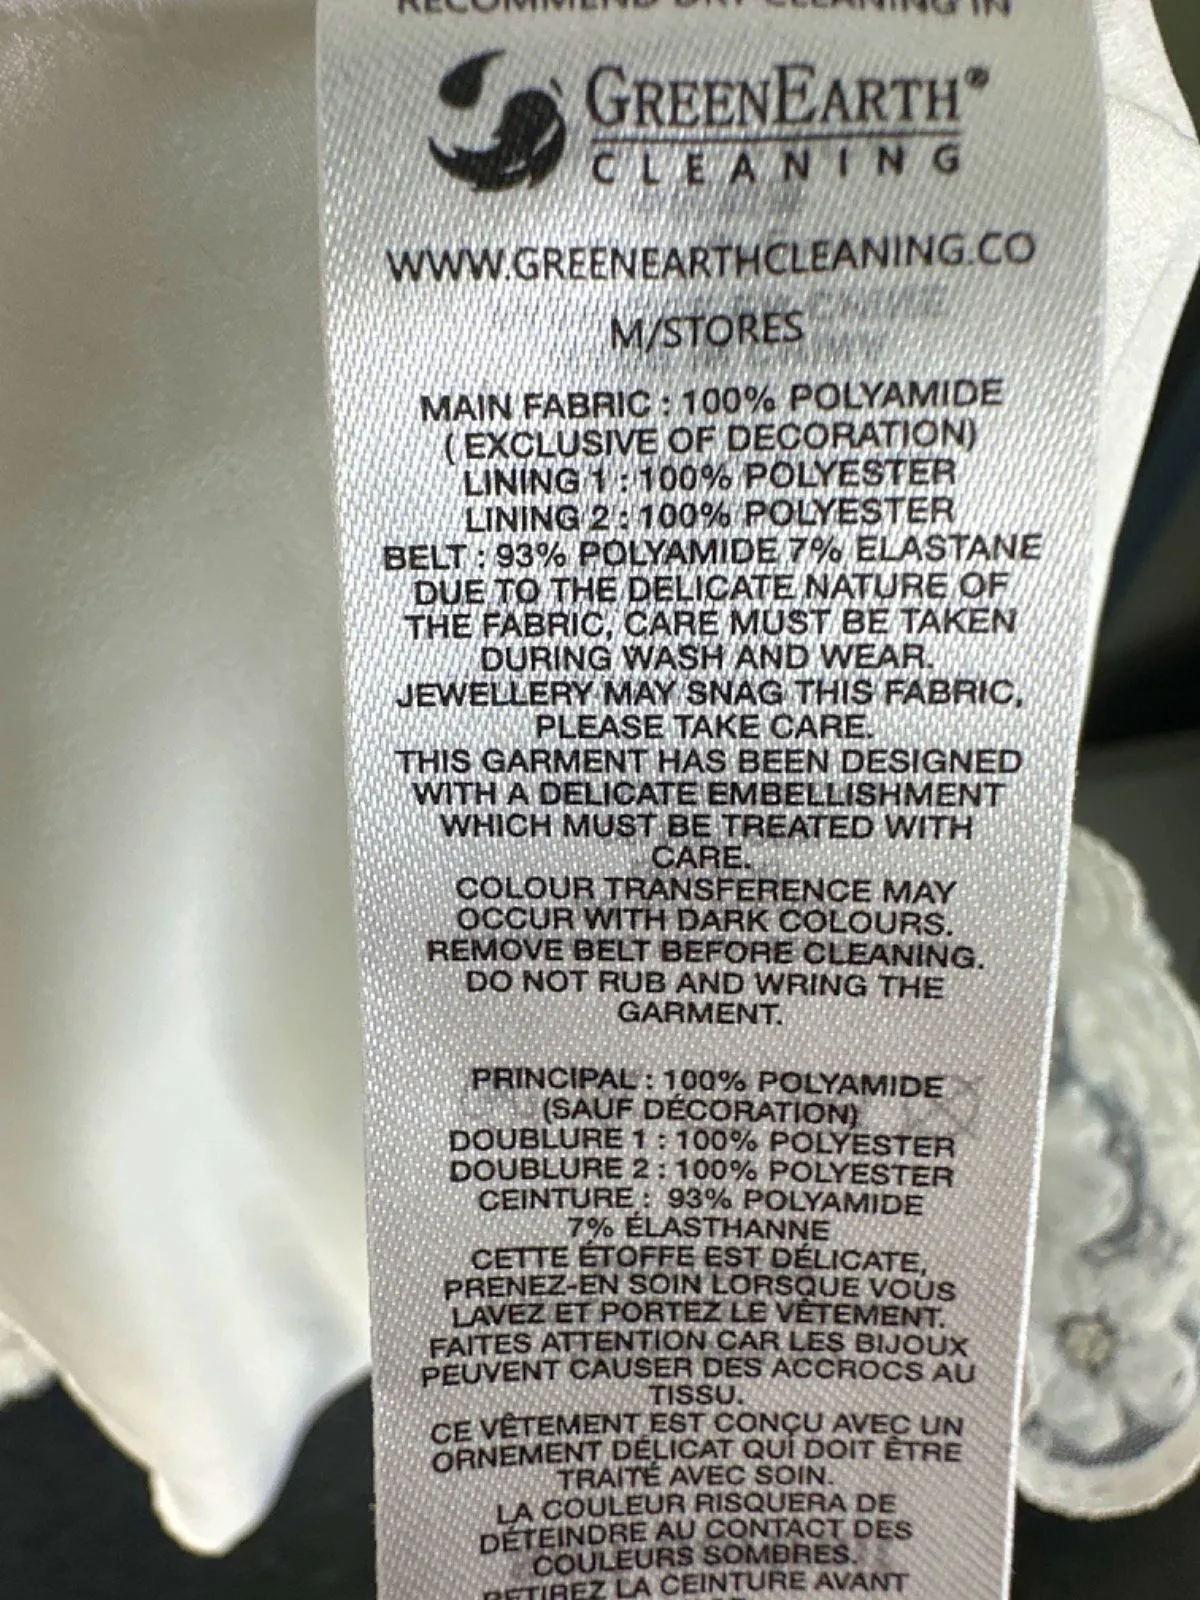 RECOMMEND DRY CLEANING IN
GREENEARTH®
CLEANING
WWW.GREENEARTHCLEANING.CO
M/STORES
MAIN FABRIC : 100% POLYAMIDE
( EXCLUSIVE OF DECORATION)
LINING 1 : 100% POLYESTER
LINING 2 : 100% POLYESTER
BELT : 93% POLYAMIDE 7% ELASTANE
DUE TO THE DELICATE NATURE OF
THE FABRIC, CARE MUST BE TAKEN
DURING WASH AND WEAR.
JEWELLERY MAY SNAG THIS FABRIC,
PLEASE TAKE CARE.
THIS GARMENT HAS BEEN DESIGNED
WITH A DELICATE EMBELLISHMENT
WHICH MUST BE TREATED WITH
CARE.
COLOUR TRANSFERENCE MAY
OCCUR WITH DARK COLOURS.
REMOVE BELT BEFORE CLEANING.
DO NOT RUB AND WRING THE
GARMENT.
PRINCIPAL : 100% POLYAMIDE
(SAUF DÉCORATION)
DOUBLURE 1 : 100% POLYESTER
DOUBLURE 2 : 100% POLYESTER
CEINTURE : 93% POLYAMIDE
7% ÉLASTHANNE
CETTE ÉTOFFE EST DÉLICATE,
PRENEZ-EN SOIN LORSQUE VOUS
LAVEZ ET PORTEZ LE VÊTEMENT.
FAITES ATTENTION CAR LES BIJOUX
PEUVENT CAUSER DES ACCROCS AU
TISSU.
CE VÊTEMENT EST CONÇU AVEC UN
ORNEMENT DÉLICAT QUI DOIT ÊTRE
TRAITÉ AVEC SOIN.
LA COULEUR RISQUERA DE
DÉTEINDRE AU CONTACT DES
COULEURS SOMBRES.
RETIREZ LA CEINTURE AVANT